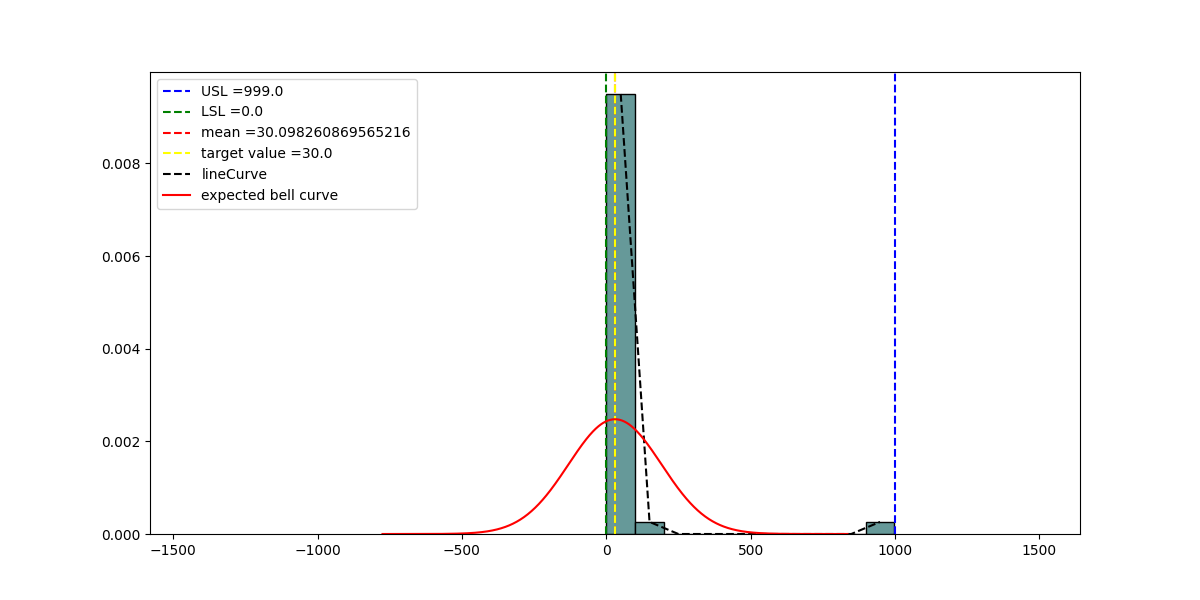 USL =999.0
LSL =0.0
mean =30.098260869565216
target value =30.0
lineCurve
expected bell curve
0.008
0.006
0.004
0.002
0.000
−1500 −1000 −500 0 500 1000 1500